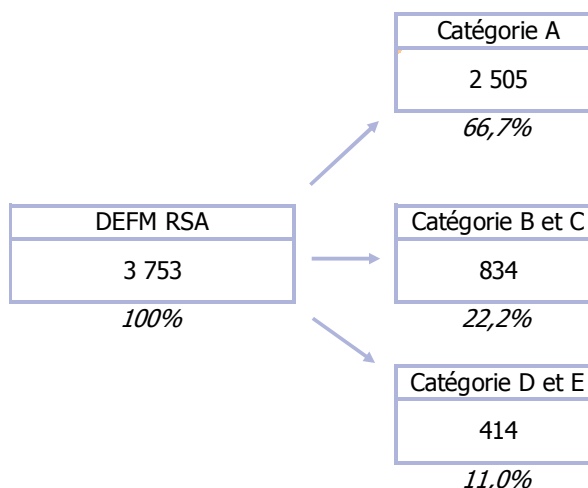 Catégorie A
2 505
66,7%
DEFM RSA
3 753
100%
Catégorie B et C
834
22,2%
Catégorie D et E
414
11,0%